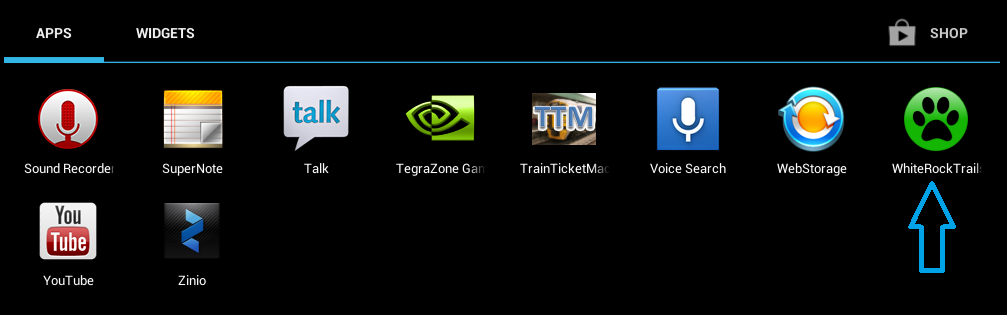 APPS WIDGETS SHOP
talk TTM
Sound Recorder SuperNote Talk TegraZone Gan TrainTicketMac Voice Search WebStorage WhiteRockTrails
You
Tube
YouTube Zinio